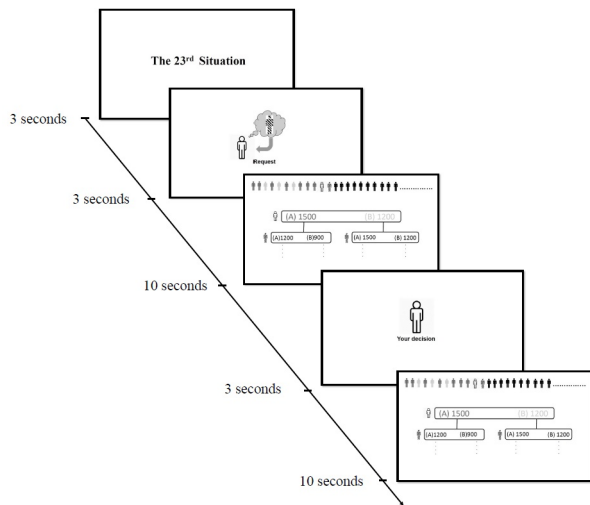 The 23rd Situation
3 seconds
Request
3 seconds
(A) 1500 (B) 1200
(A)1200 (B)900 (A) 1500 (B) 1200
10 seconds
Your decision
3 seconds
(A) 1500 (B) 1200
(A)1200 (B)900 (A) 1500 (B) 1200
10 seconds